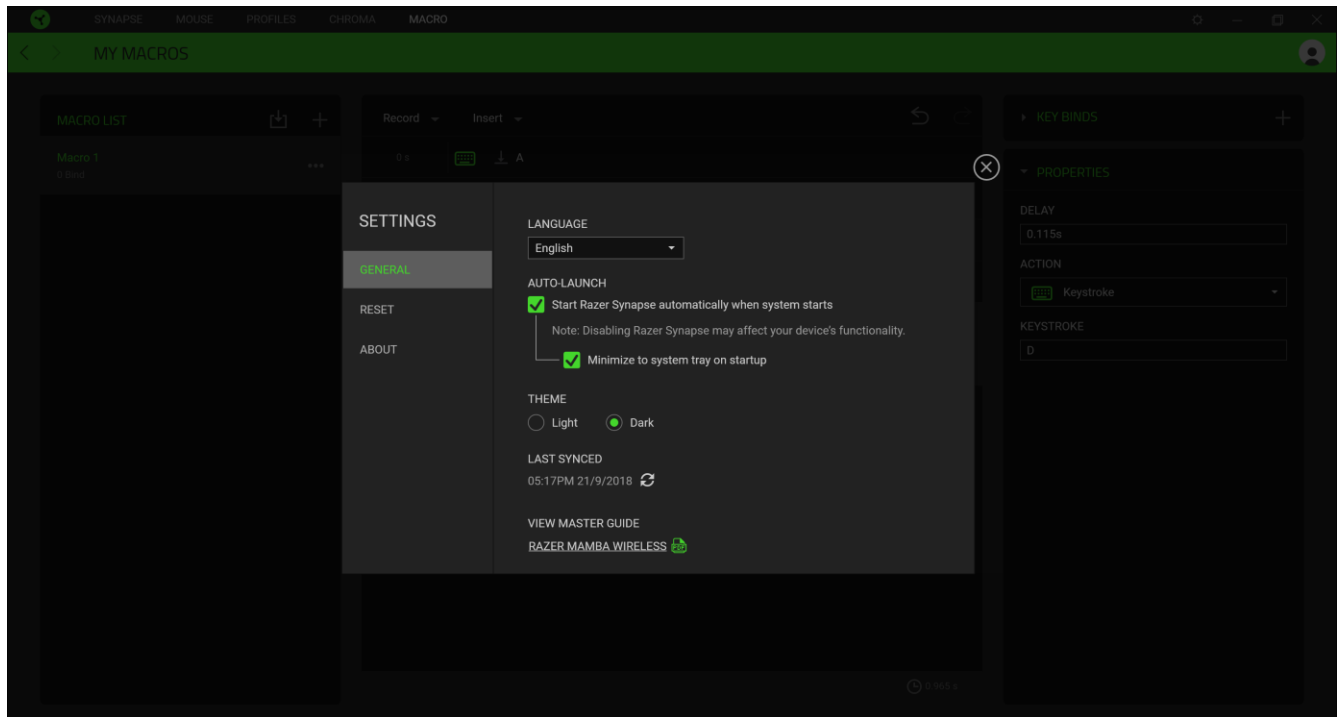 SYNAPSE MOUSE PROFILES CHROMA MACRO
MY MACROS
MACRO LIST
Macro 1
0 Bind
Record Insert
0 s A
SETTINGS
GENERAL
RESET
ABOUT
LANGUAGE
English
AUTO-LAUNCH
Start Razer Synapse automatically when system starts
Note: Disabling Razer Synapse may affect your device's functionality.
Minimize to system tray on startup
THEME
Light Dark
LAST SYNCED
05:17PM 21/9/2018
VIEW MASTER GUIDE
RAZER MAMBA WIRELESS
KEY BINDS
PROPERTIES
DELAY
0.115s
ACTION
Keystroke
KEYSTROKE
D